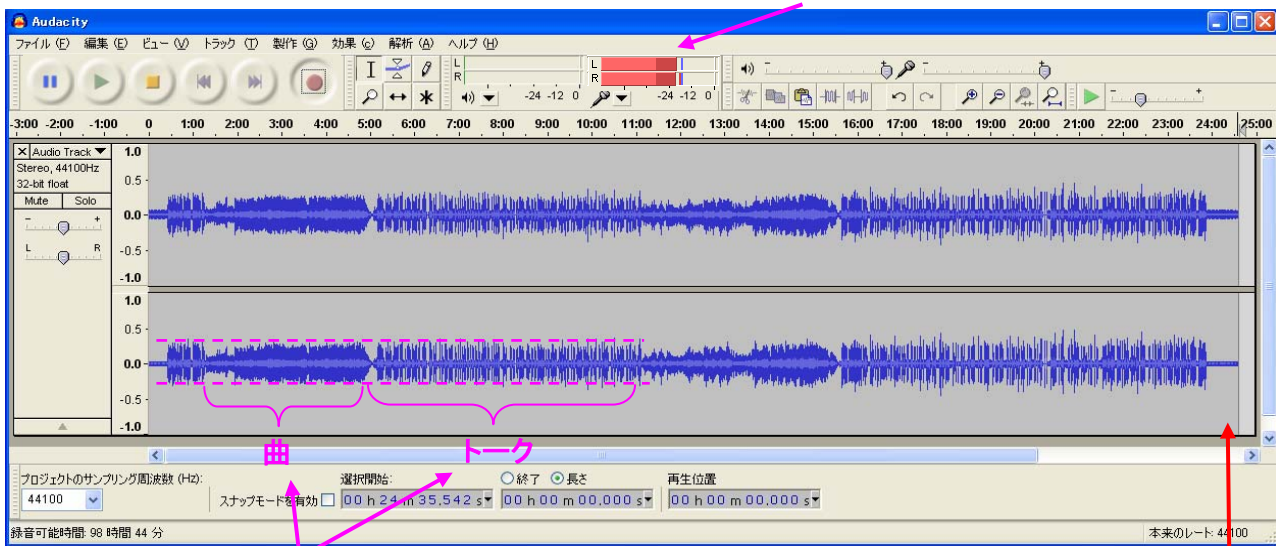 Audacity
ファイル (F) 編集 (E) ビュー (V) トラック (T) 製作 (G) 効果 (c) 解析 (A) ヘルプ (H)
L
R
-24 -12 0
L
R
-24 -12 0
-3:00 -2:00 -1:00 0 1:00 2:00 3:00 4:00 5:00 6:00 7:00 8:00 9:00 10:00 11:00 12:00 13:00 14:00 15:00 16:00 17:00 18:00 19:00 20:00 21:00 22:00 23:00 24:00 25:00
Audio Track
Stereo, 44100Hz
32-bit float
Mute Solo
- +
L R
1.0
0.5
0.0
-0.5
-1.0
1.0
0.5
0.0
-0.5
-1.0
曲 トーク
プロジェクトのサンプリング周波数 (Hz): 選択開始: 終了 長さ 再生位置
44100 スナップモードを有効 00 h 24 m 35.542 s 00 h 00 m 00.000 s 00 h 00 m 00.000 s
録音可能時間: 98 時間 44 分 本来のレート: 44100